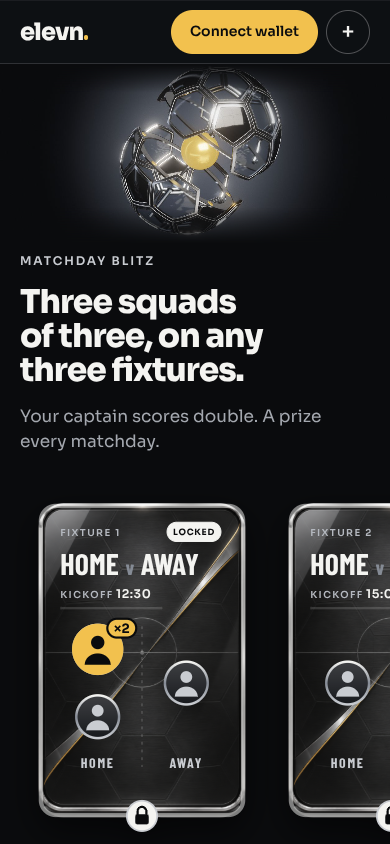 elevn.
Connect wallet
+
MATCHDAY BLITZ
Three squads
of three, on any
three fixtures.
Your captain scores double. A prize
every matchday.
FIXTURE 1
LOCKED
HOME v AWAY
KICKOFF 12:30
×2
HOME
AWAY
FIXTURE 2
HOME
KICKOFF
HOME